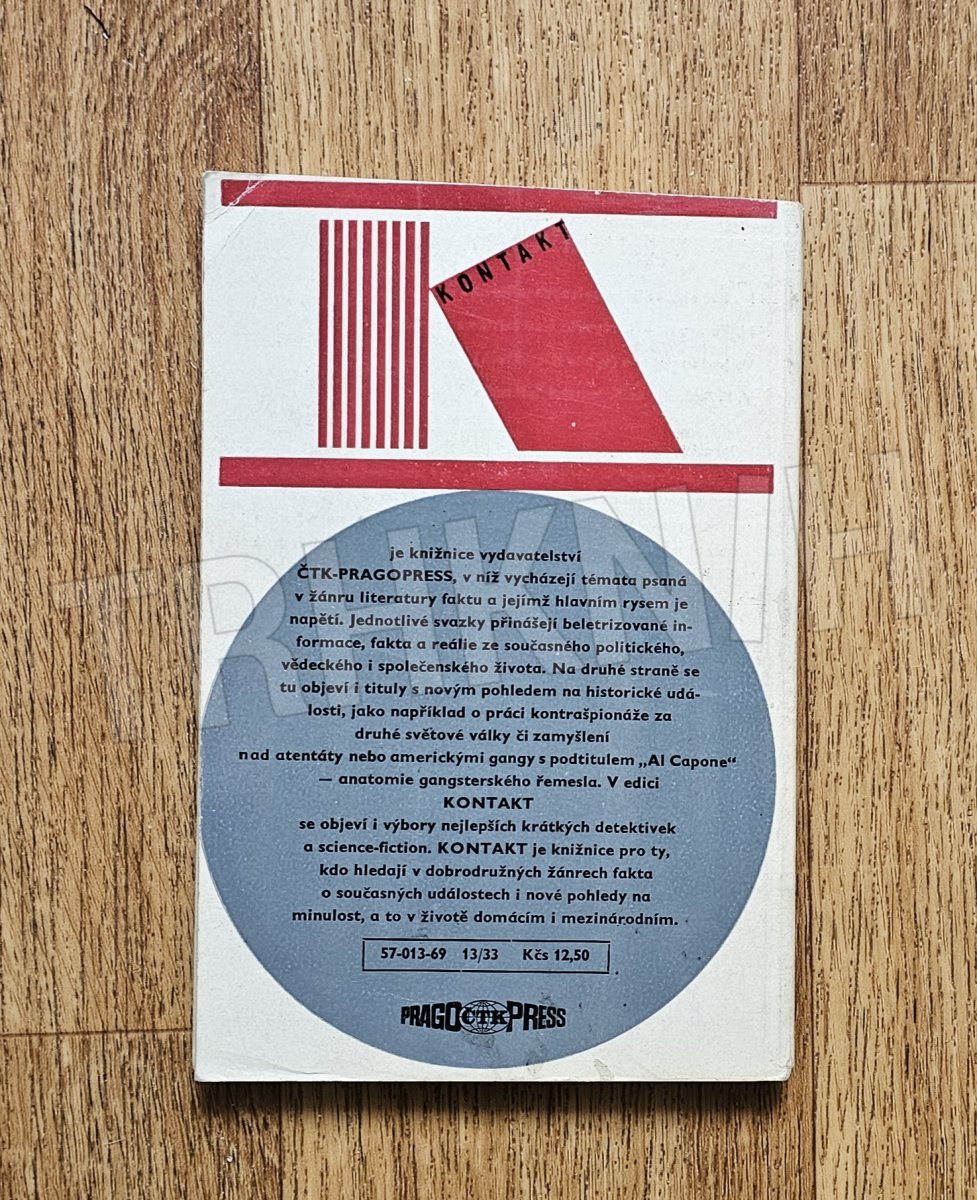 KONTAKT
je knižnice vydavatelství
ČTK-PRAGOPRESS, v níž vycházejí témata psaná
v žánru literatury faktu a jejímž hlavním rysem je
napětí. Jednotlivé svazky přinášejí beletrizované in-
formace, fakta a reálie ze současného politického,
vědeckého i společenského života. Na druhé straně se
tu objeví i tituly s novým pohledem na historické udá-
losti, jako například o práci kontrašpionáže za
druhé světové války či zamyšlení
nad atentáty nebo americkými gangy s podtitulem „Al Capone“
— anatomie gangsterského řemesla. V edici
KONTAKT
se objeví i výbory nejlepších krátkých detektivek
a science-fiction. KONTAKT je knižnice pro ty,
kdo hledají v dobrodružných žánrech fakta
o současných událostech i nové pohledy na
minulost, a to v životě domácím i mezinárodním.
57-013-69 13/33 Kčs 12,50
PRAGO ČTK PRESS
TRHKNIH